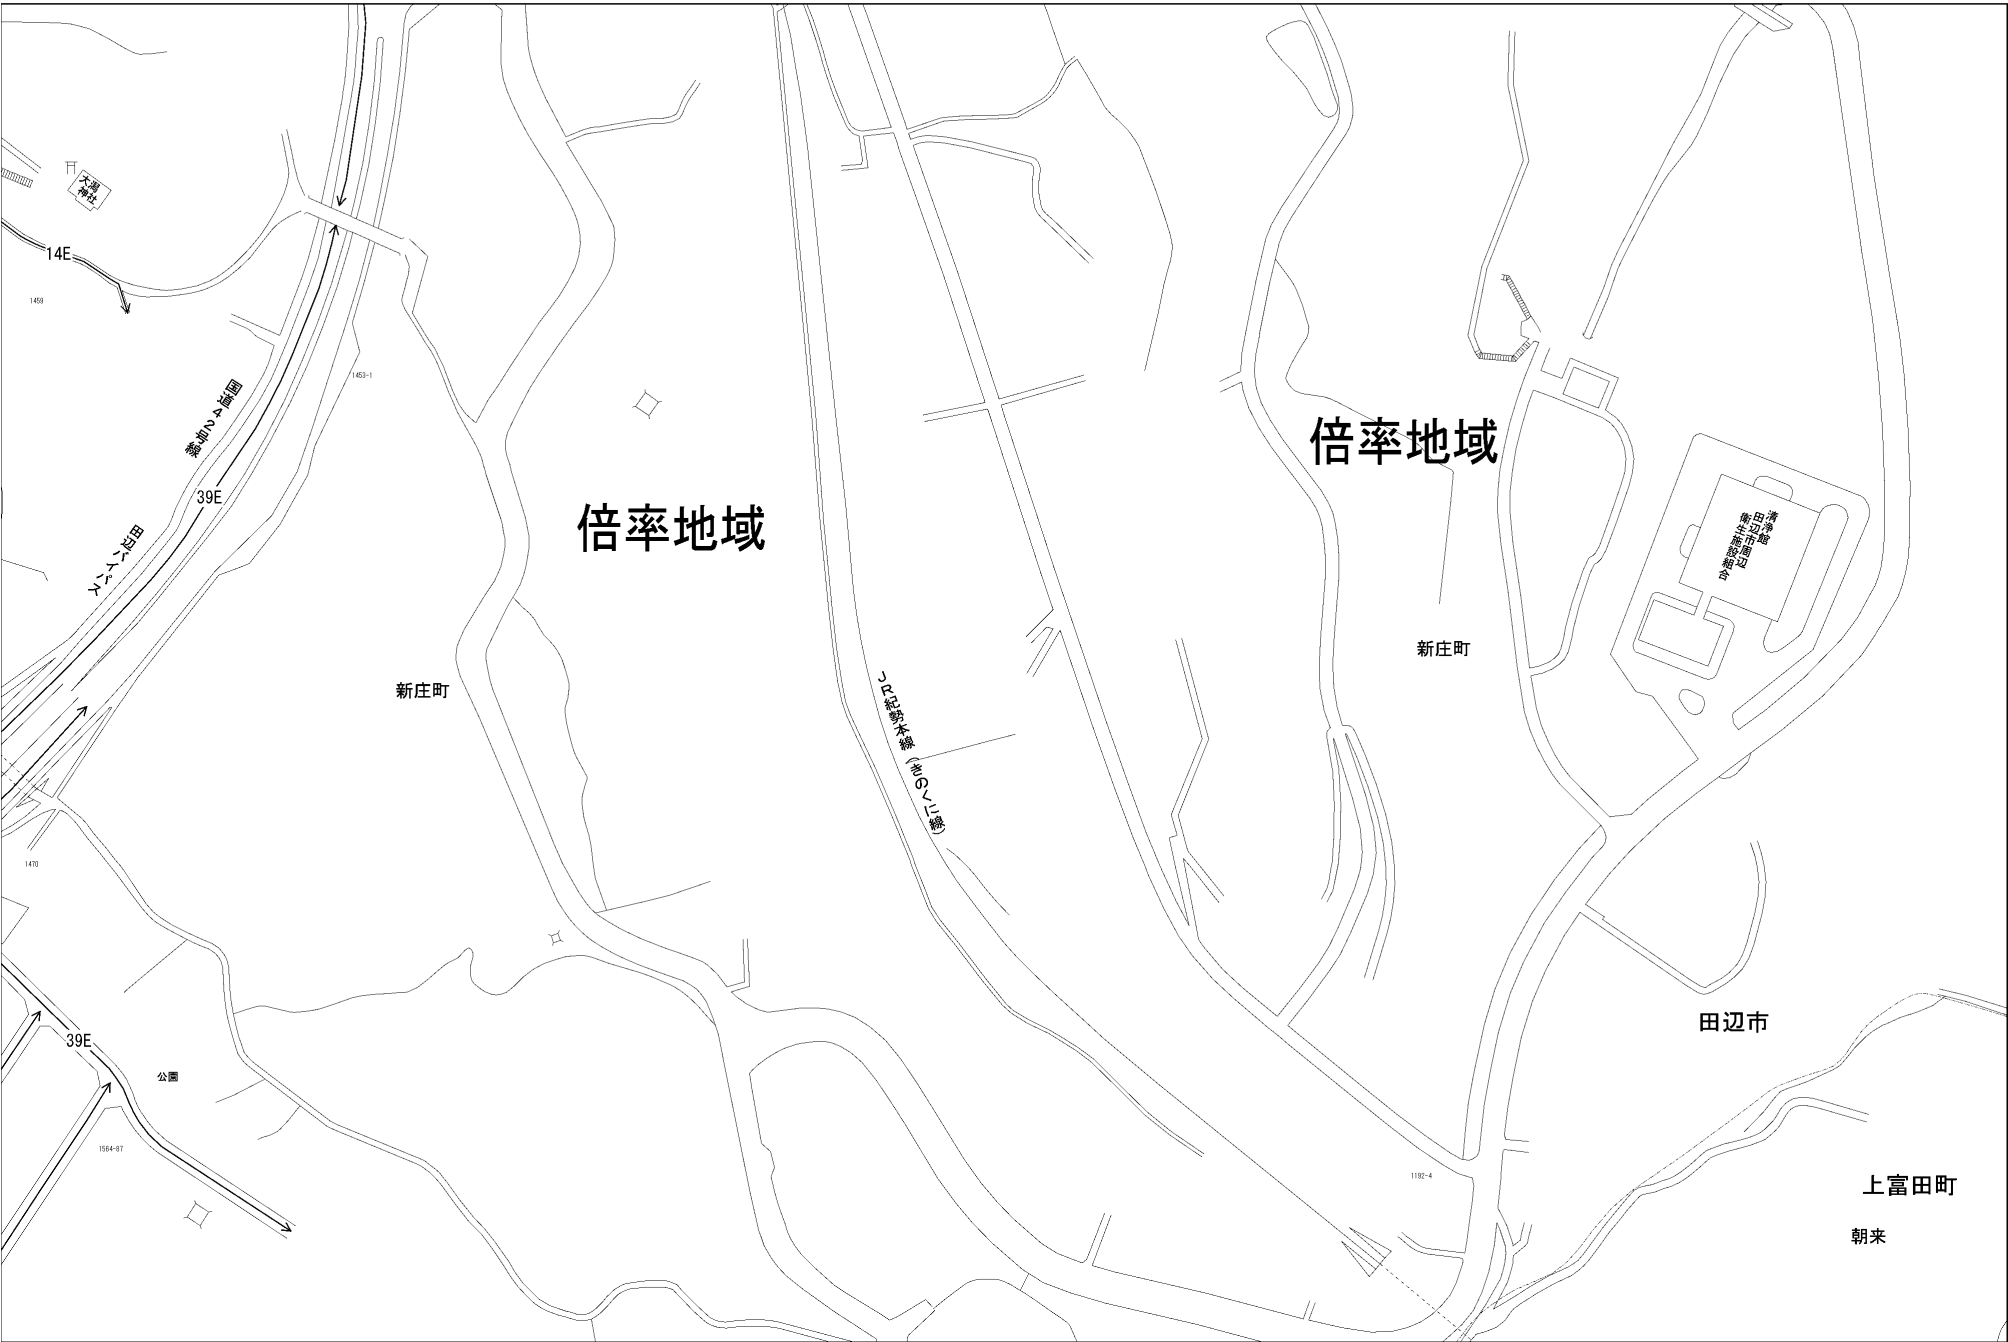 大潟
神社
14E
1459
1453-1
国道42号線
39E
田辺バイパス
倍率地域
倍率地域
清浄館
田辺市周辺
衛生施設組合
新庄町
新庄町
JR紀勢本線(きのくに線)
1470
39E
公園
1564-87
田辺市
1192-4
上富田町
朝来